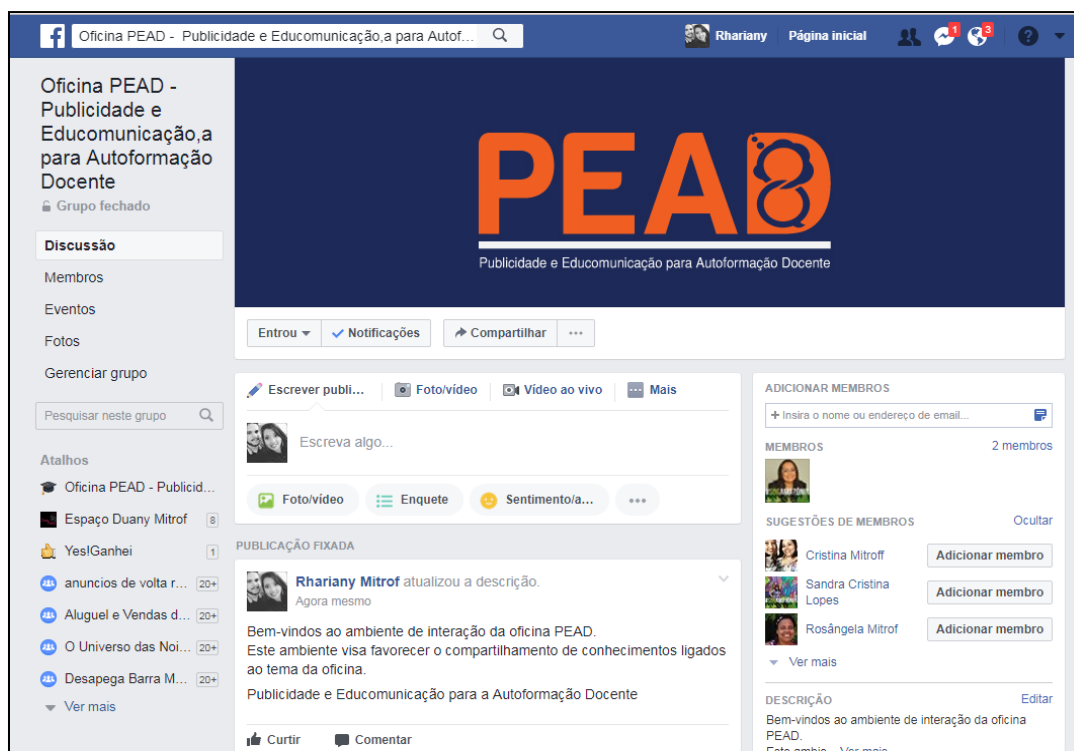 Oficina PEAD - Publicidade e Educomunicação,a para Autof...
Rhariany
Página inicial
1
3
Oficina PEAD -
Publicidade e
Educomunicação,a
para Autoformação
Docente
Grupo fechado
Discussão
Membros
Eventos
Fotos
Gerenciar grupo
Pesquisar neste grupo
Atalhos
Oficina PEAD - Publicid...
Espaço Duany Mitrof 8
Yes!Ganhei 1
anuncios de volta r... 20+
Aluguel e Vendas d... 20+
O Universo das Noi... 20+
Desapega Barra M... 20+
Ver mais
PEAD
Publicidade e Educomunicação para Autoformação Docente
Entrou
Notificações
Compartilhar
Escrever publi...
Foto/vídeo
Vídeo ao vivo
Mais
Escreva algo...
Foto/vídeo
Enquete
Sentimento/a...
PUBLICAÇÃO FIXADA
Rhariany Mitrof atualizou a descrição.
Agora mesmo
Bem-vindos ao ambiente de interação da oficina PEAD.
Este ambiente visa favorecer o compartilhamento de conhecimentos ligados
ao tema da oficina.
Publicidade e Educomunicação para a Autoformação Docente
Curtir
Comentar
ADICIONAR MEMBROS
+ Insira o nome ou endereço de email...
MEMBROS
2 membros
SUGESTÕES DE MEMBROS
Ocultar
Cristina Mitroff
Adicionar membro
Sandra Cristina
Lopes
Adicionar membro
Rosângela Mitrof
Adicionar membro
Ver mais
DESCRIÇÃO
Editar
Bem-vindos ao ambiente de interação da oficina
PEAD.
Este ambie... Ver mais